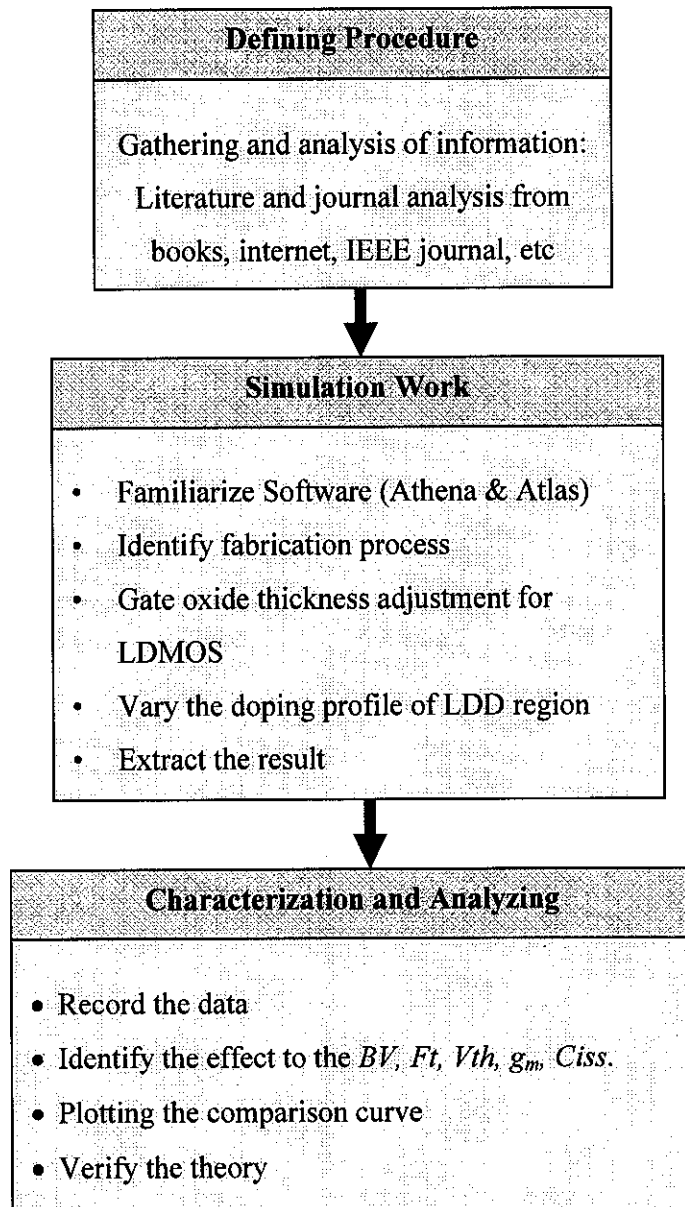 Defining Procedure
Gathering and analysis of information:
Literature and journal analysis from
books, internet, IEEE journal, etc
Simulation Work
• Familiarize Software (Athena & Atlas)
• Identify fabrication process
• Gate oxide thickness adjustment for
LDMOS
• Vary the doping profile of LDD region
• Extract the result
Characterization and Analyzing
• Record the data
• Identify the effect to the BV, Ft, Vth, gm, Ciss.
• Plotting the comparison curve
• Verify the theory